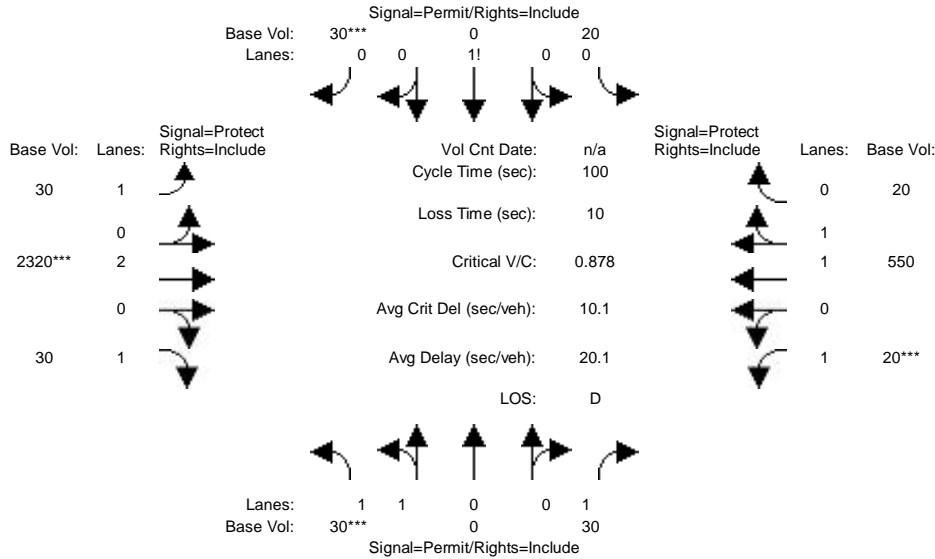 Signal=Permit/Rights=Include
Base Vol: 30*** 0 20
Lanes: 0 0 1! 0 0
Signal=Protect
Base Vol: Lanes: Rights=Include
Vol Cnt Date: n/a
Signal=Protect
Rights=Include Lanes: Base Vol:
Cycle Time (sec): 100
30 1
0 20
Loss Time (sec): 10
0
1
2320*** 2
Critical V/C: 0.878
1 550
0
Avg Crit Del (sec/veh): 10.1
0
30 1
Avg Delay (sec/veh): 20.1
1 20***
LOS: D
Lanes: 1 1 0 0 1
Base Vol: 30*** 0 30
Signal=Permit/Rights=Include